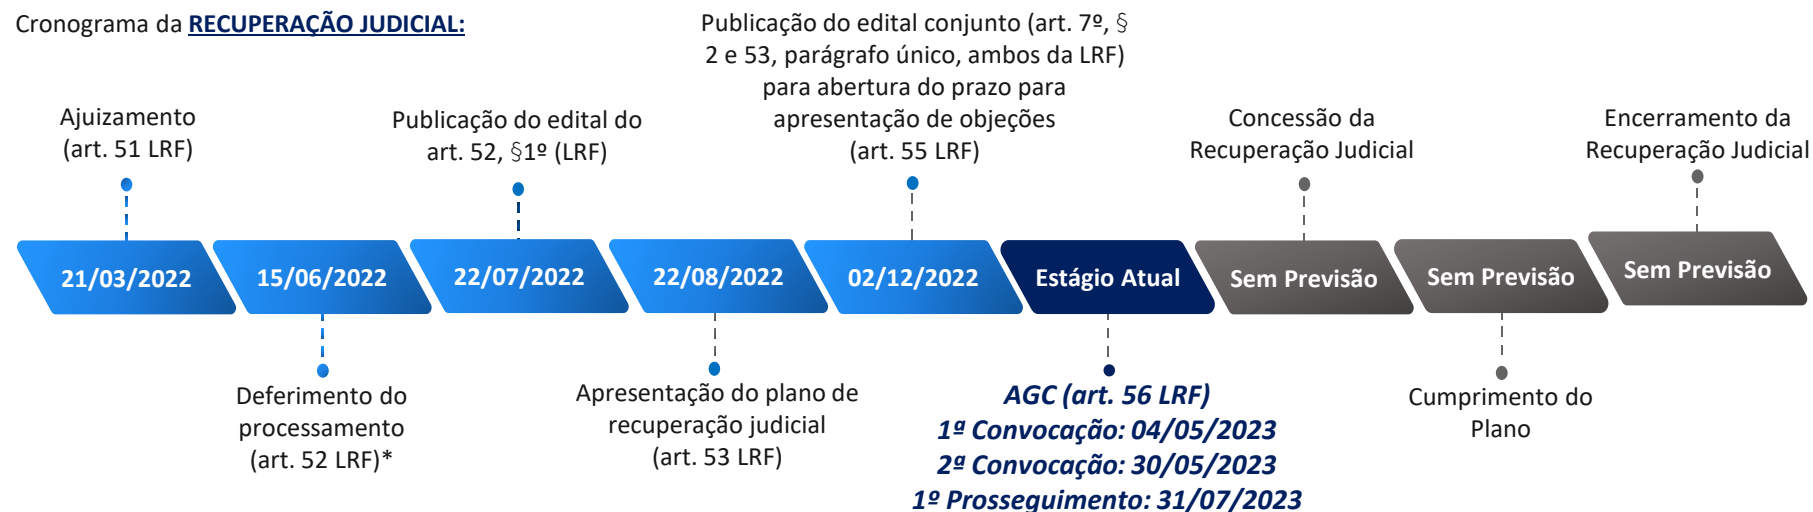 Cronograma da RECUPERAÇÃO JUDICIAL:
Ajuizamento
(art. 51 LRF)
Publicação do edital do
art. 52, §1º (LRF)
Publicação do edital conjunto (art. 7º, §
2 e 53, parágrafo único, ambos da LRF)
para abertura do prazo para
apresentação de objeções
(art. 55 LRF)
Concessão da
Recuperação Judicial
Encerramento da
Recuperação Judicial
21/03/2022
15/06/2022
22/07/2022
22/08/2022
02/12/2022
Estágio Atual
Sem Previsão
Sem Previsão
Sem Previsão
Deferimento do
processamento
(art. 52 LRF)*
Apresentação do plano de
recuperação judicial
(art. 53 LRF)
AGC (art. 56 LRF)
1ª Convocação: 04/05/2023
2ª Convocação: 30/05/2023
1º Prosseguimento: 31/07/2023
Cumprimento do
Plano